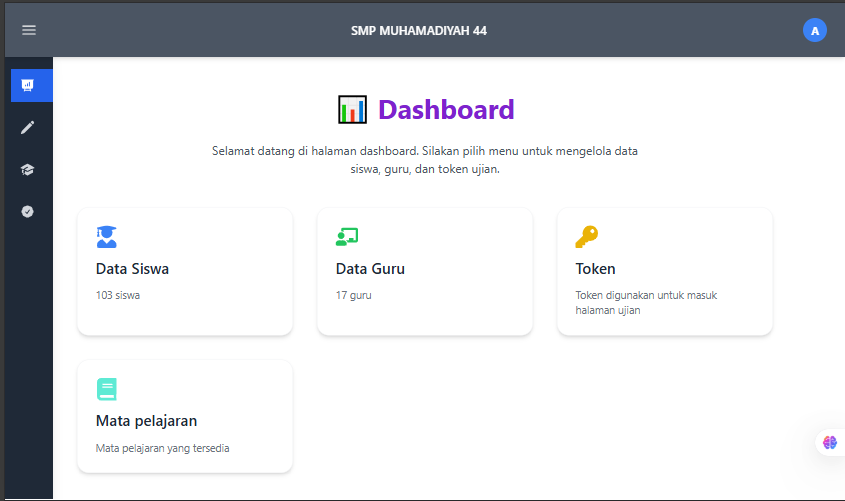 SMP MUHAMADIYAH 44
A
Dashboard
Selamat datang di halaman dashboard. Silakan pilih menu untuk mengelola data
siswa, guru, dan token ujian.
Data Siswa
103 siswa
Data Guru
17 guru
Token
Token digunakan untuk masuk
halaman ujian
Mata pelajaran
Mata pelajaran yang tersedia